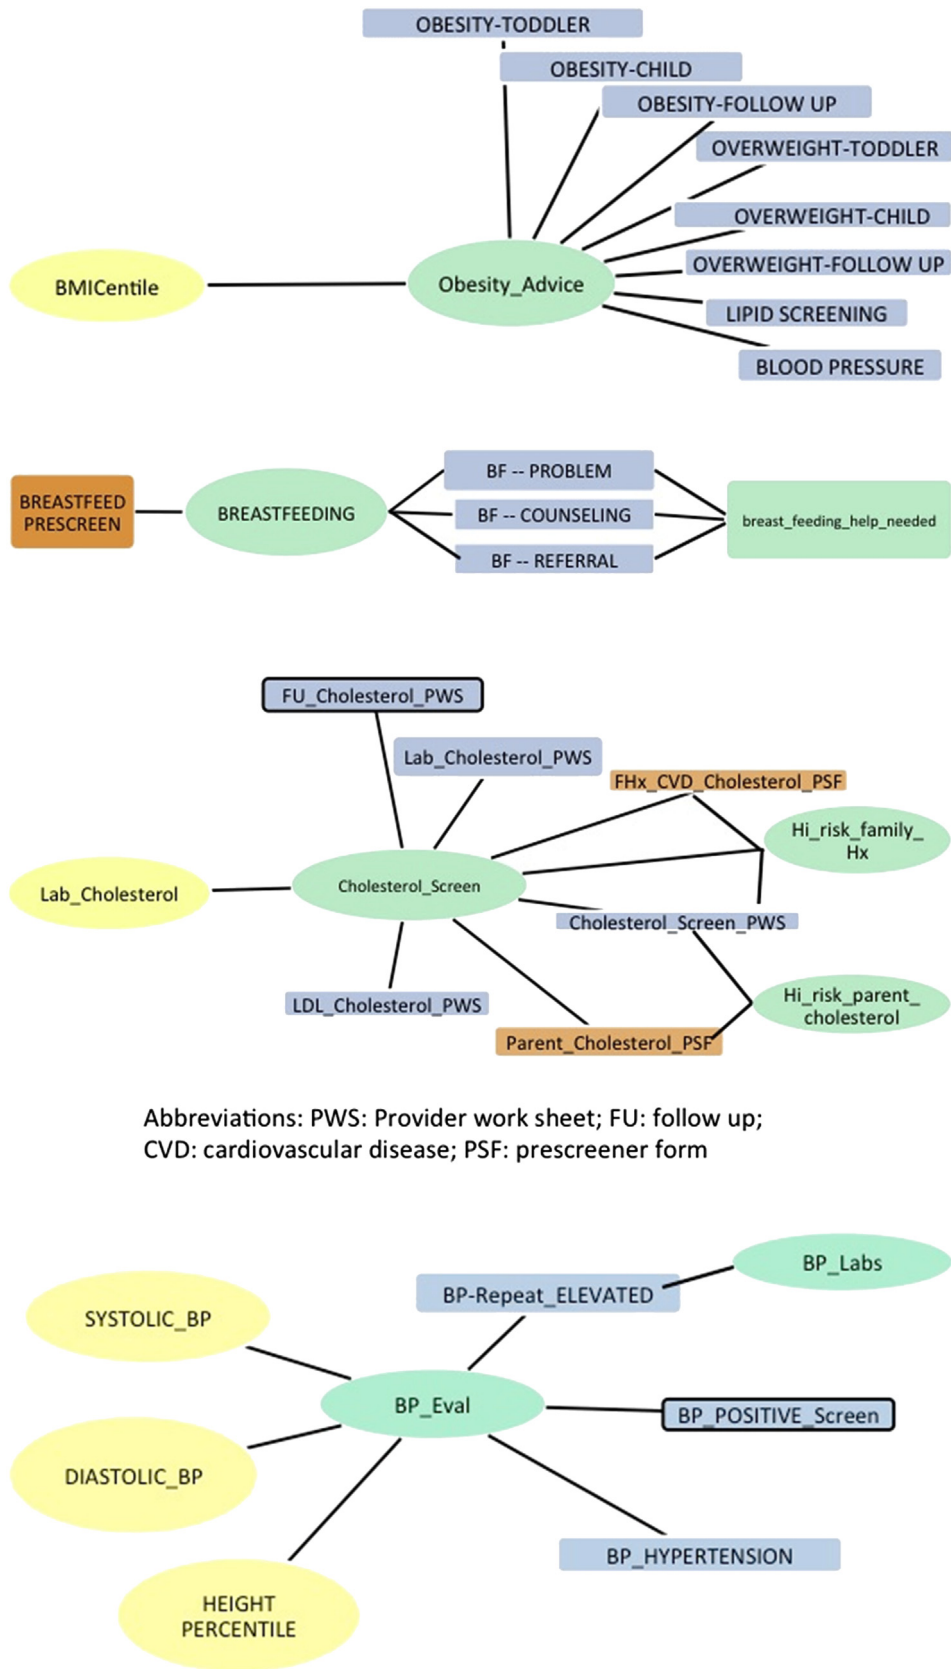 OBESITY-TODDLER
OBESITY-CHILD
OBESITY-FOLLOW UP
OVERWEIGHT-TODDLER
OVERWEIGHT-CHILD
OVERWEIGHT-FOLLOW UP
BMICentile
Obesity_Advice
LIPID SCREENING
BLOOD PRESSURE
BREASTFEED
PRESCREEN
BREASTFEEDING
BF -- PROBLEM
BF -- COUNSELING
BF -- REFERRAL
breast_feeding_help_needed
FU_Cholesterol_PWS
Lab_Cholesterol_PWS
FHx_CVD_Cholesterol_PSF
Hi_risk_family_
Hx
Lab_Cholesterol
Cholesterol_Screen
Cholesterol_Screen_PWS
LDL_Cholesterol_PWS
Hi_risk_parent_
cholesterol
Parent_Cholesterol_PSF
Abbreviations: PWS: Provider work sheet; FU: follow up;
CVD: cardiovascular disease; PSF: prescreener form
BP_Labs
BP-Repeat_ELEVATED
SYSTOLIC_BP
BP_Eval
BP_POSITIVE_Screen
DIASTOLIC_BP
BP_HYPERTENSION
HEIGHT
PERCENTILE